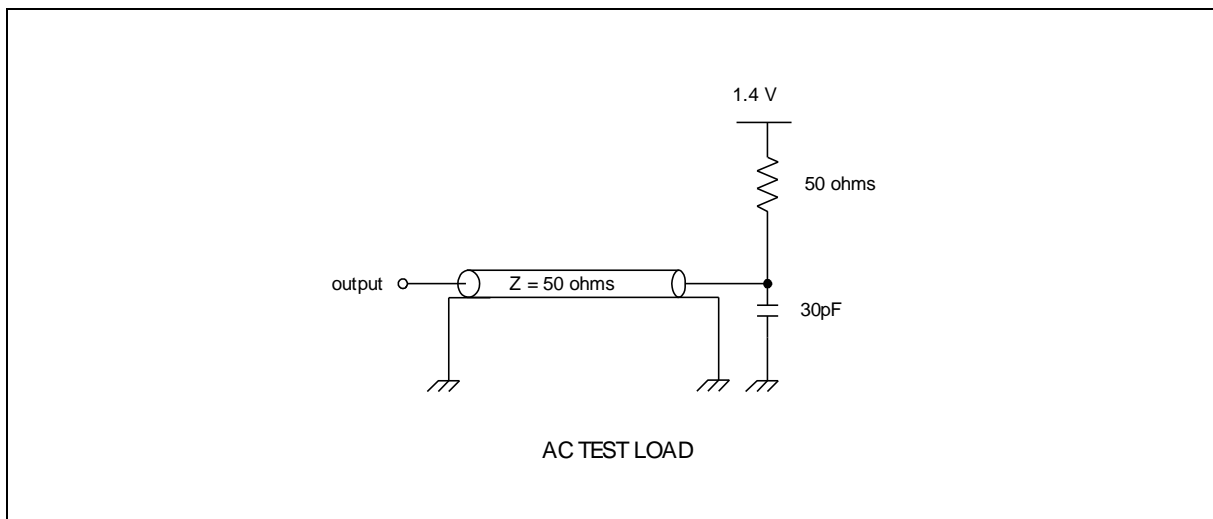 1.4 V
50 ohms
output
Z = 50 ohms
30pF
AC TEST LOAD